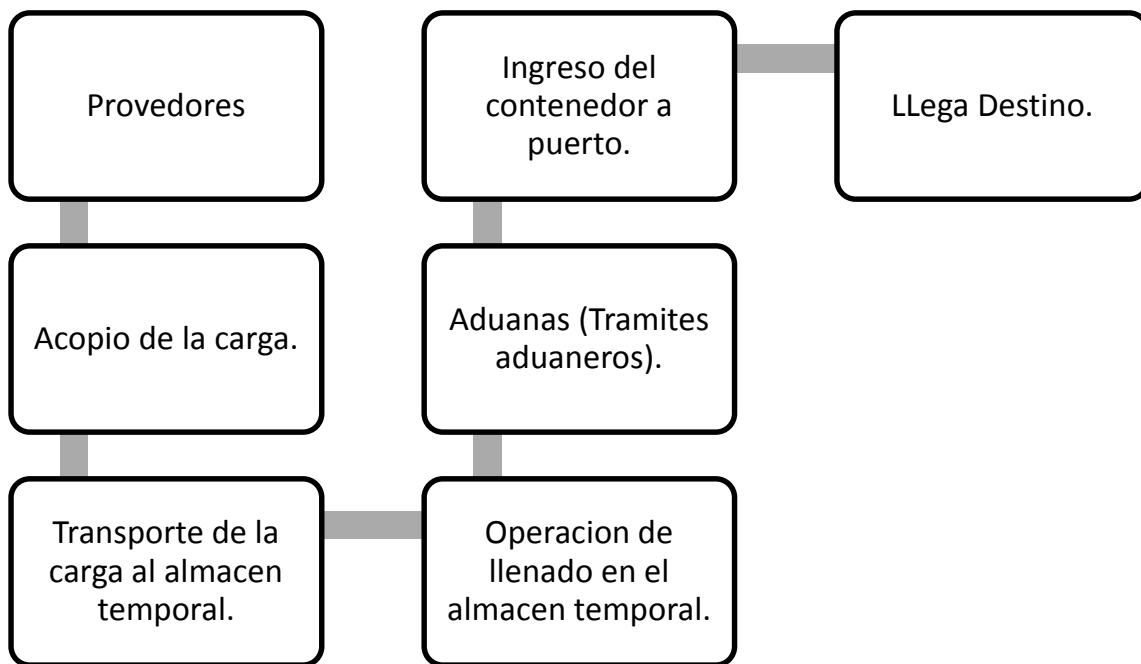 Provedores
Acopio de la carga.
Transporte de la
carga al almacen
temporal.
Operacion de
llenado en el
almacen temporal.
Aduanas (Tramites
aduaneros).
Ingreso del
contenedor a
puerto.
LLega Destino.